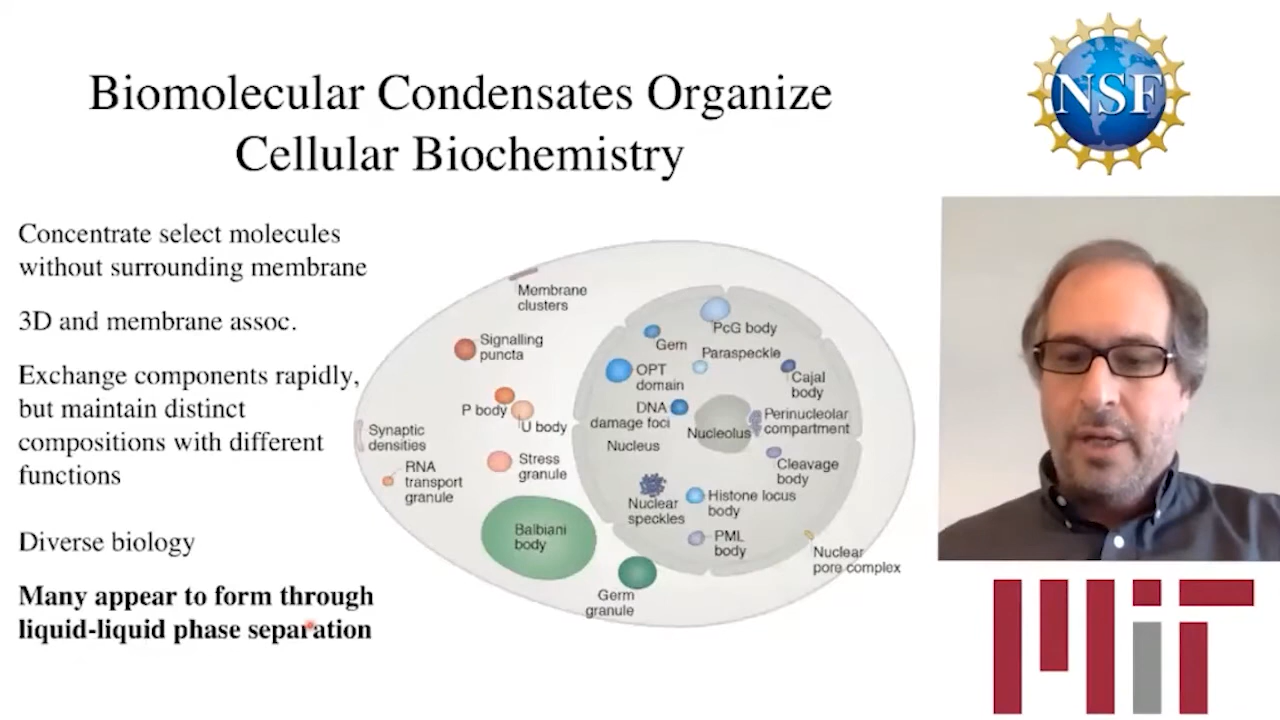 Biomolecular Condensates Organize
Cellular Biochemistry
NSF
Concentrate select molecules
without surrounding membrane
3D and membrane assoc.
Exchange components rapidly,
but maintain distinct
compositions with different
functions
Diverse biology
Many appear to form through
liquid-liquid phase separation
Membrane
clusters
Signalling
puncta
P body
U body
Synaptic
densities
RNA
transport
granule
Stress
granule
Balbiani
body
Germ
granule
PcG body
Gem
Paraspeckle
OPT
domain
Cajal
body
DNA
damage foci
Nucleolus
Perinucleolar
compartment
Nucleus
Cleavage
body
Nuclear
speckles
Histone locus
body
PML
body
Nuclear
pore complex
MIT